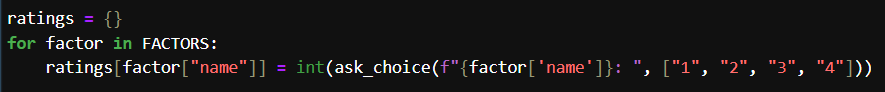 ratings = {}
for factor in FACTORS:
    ratings[factor["name"]] = int(ask_choice(f"{factor['name']}: ", ["1", "2", "3", "4"]))